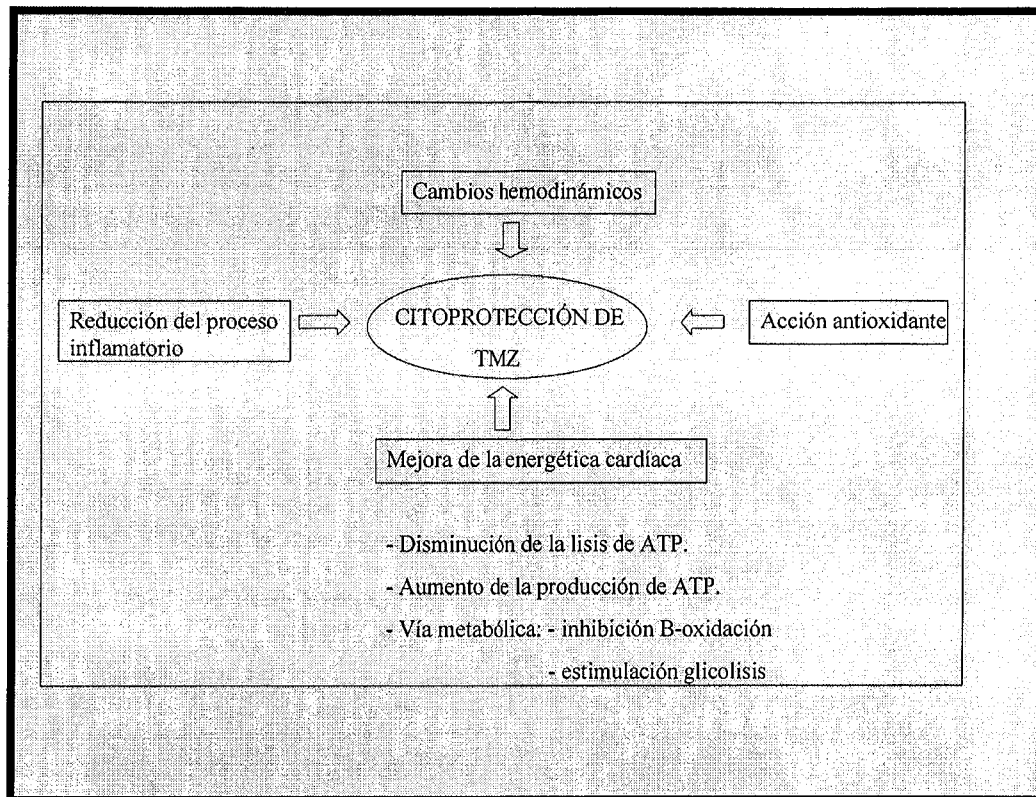 Cambios hemodinámicos
Reducción del proceso
inflamatorio
CITOPROTECCIÓN DE
TMZ
Acción antioxidante
Mejora de la energética cardíaca
- Disminución de la lisis de ATP.
- Aumento de la producción de ATP.
- Vía metabólica: - inhibición B-oxidación
- estimulación glicolisis